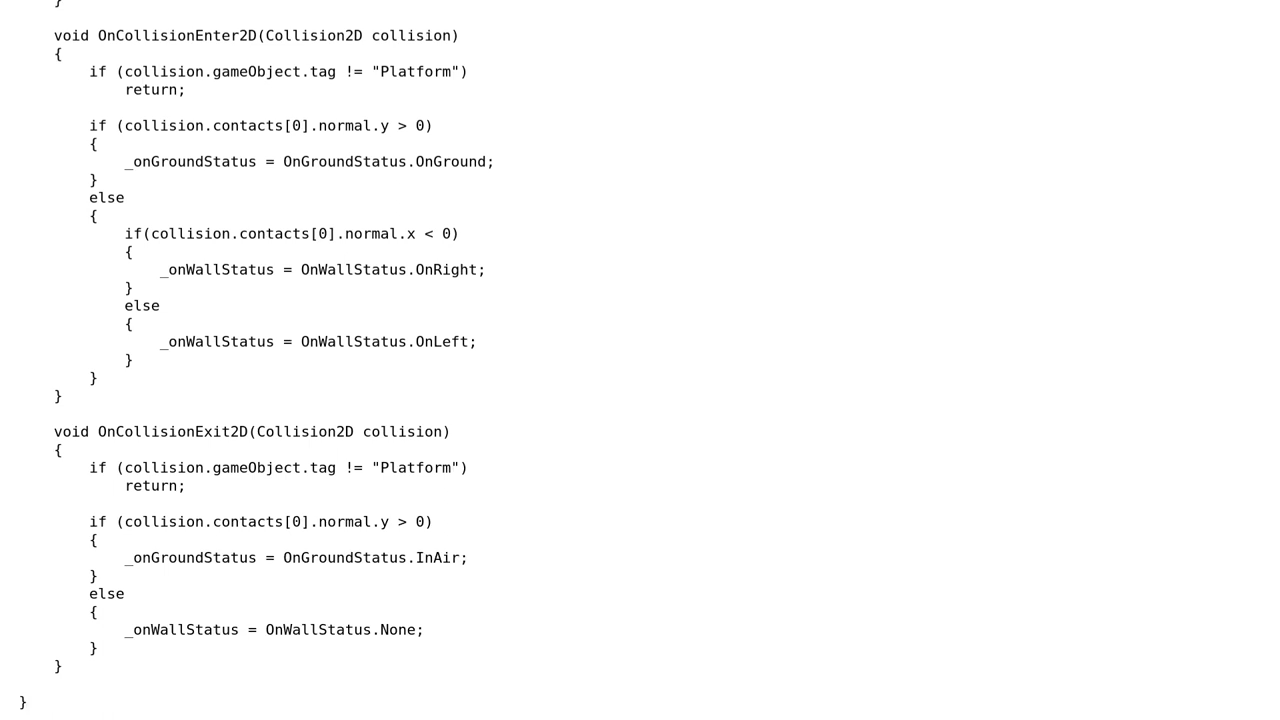 }
void OnCollisionEnter2D(Collision2D collision)
{
if (collision.gameObject.tag != "Platform")
return;
if (collision.contacts[0].normal.y > 0)
{
_onGroundStatus = OnGroundStatus.OnGround;
}
else
{
if(collision.contacts[0].normal.x < 0)
{
_onWallStatus = OnWallStatus.OnRight;
}
else
{
_onWallStatus = OnWallStatus.OnLeft;
}
}
}
void OnCollisionExit2D(Collision2D collision)
{
if (collision.gameObject.tag != "Platform")
return;
if (collision.contacts[0].normal.y > 0)
{
_onGroundStatus = OnGroundStatus.InAir;
}
else
{
_onWallStatus = OnWallStatus.None;
}
}
}